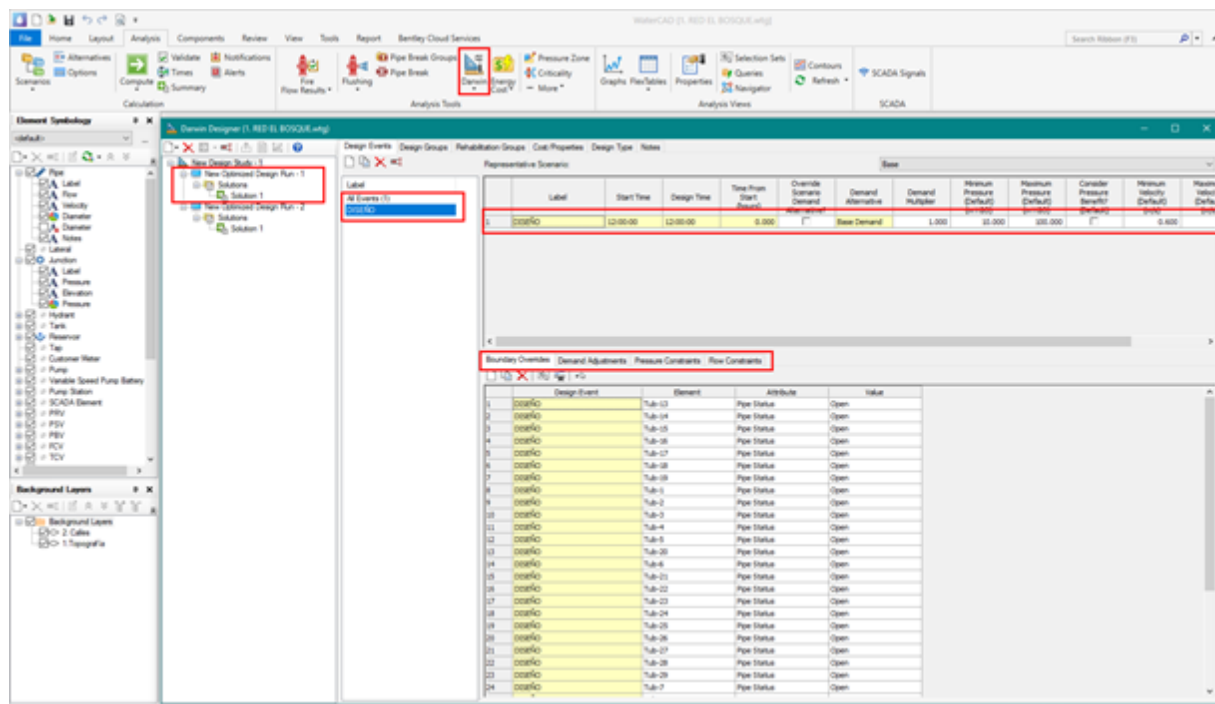 WaterCAD [1. RED EL BOSQUE.wtg]
File Home Layout Analysis Components Review View Tools Report Bentley Cloud Services
Search Ribbon (F3)
Scenarios
Alternatives
Options
Compute
Validate
Times
Summary
Notifications
Alerts
Fire Flow Results
Flushing
Pipe Break Groups
Pipe Break
Darwin
Energy Cost
Pressure Zone
Criticality
More
Graphs
FlexTables
Properties
Selection Sets
Queries
Navigator
Contours
Refresh
SCADA Signals
Calculation
Analysis Tools
Analysis Views
SCADA
Element Symbology
<default>
Pipe
Label
Flow
Velocity
Diameter
Diameter
Notes
Lateral
Junction
Label
Pressure
Elevation
Pressure
Hydrant
Tank
Reservoir
Tap
Customer Meter
Pump
Variable Speed Pump Battery
Pump Station
SCADA Element
PRV
PSV
PBV
FCV
TCV
Background Layers
Background Layers
2. Calles
1.Topografía
Darwin Designer (1. RED EL BOSQUE.wtg)
New Design Study - 1
New Optimized Design Run - 1
Solutions
Solution 1
New Optimized Design Run - 2
Solutions
Solution 1
Design Events Design Groups Rehabilitation Groups Cost/Properties Design Type Notes
Label
All Events (1)
DISEÑO
Representative Scenario: Base
Label Start Time Design Time Time From Start (hours) Override Scenario Demand Alternative? Demand Alternative Demand Multiplier Minimum Pressure (Default) Maximum Pressure (Default) Consider Pressure Benefit? (Default) Minimum Velocity (Default)
1 DISEÑO 12:00:00 12:00:00 0.000 Base Demand 1.000 10.000 100.000 0.600
Boundary Overrides Demand Adjustments Pressure Constraints Flow Constraints
Design Event Element Attribute Value
1 DISEÑO Tub-13 Pipe Status Open
2 DISEÑO Tub-14 Pipe Status Open
3 DISEÑO Tub-15 Pipe Status Open
4 DISEÑO Tub-16 Pipe Status Open
5 DISEÑO Tub-17 Pipe Status Open
6 DISEÑO Tub-18 Pipe Status Open
7 DISEÑO Tub-19 Pipe Status Open
8 DISEÑO Tub-1 Pipe Status Open
9 DISEÑO Tub-2 Pipe Status Open
10 DISEÑO Tub-3 Pipe Status Open
11 DISEÑO Tub-4 Pipe Status Open
12 DISEÑO Tub-5 Pipe Status Open
13 DISEÑO Tub-20 Pipe Status Open
14 DISEÑO Tub-6 Pipe Status Open
15 DISEÑO Tub-21 Pipe Status Open
16 DISEÑO Tub-22 Pipe Status Open
17 DISEÑO Tub-23 Pipe Status Open
18 DISEÑO Tub-24 Pipe Status Open
19 DISEÑO Tub-25 Pipe Status Open
20 DISEÑO Tub-26 Pipe Status Open
21 DISEÑO Tub-27 Pipe Status Open
22 DISEÑO Tub-28 Pipe Status Open
23 DISEÑO Tub-29 Pipe Status Open
24 DISEÑO Tub-7 Pipe Status Open